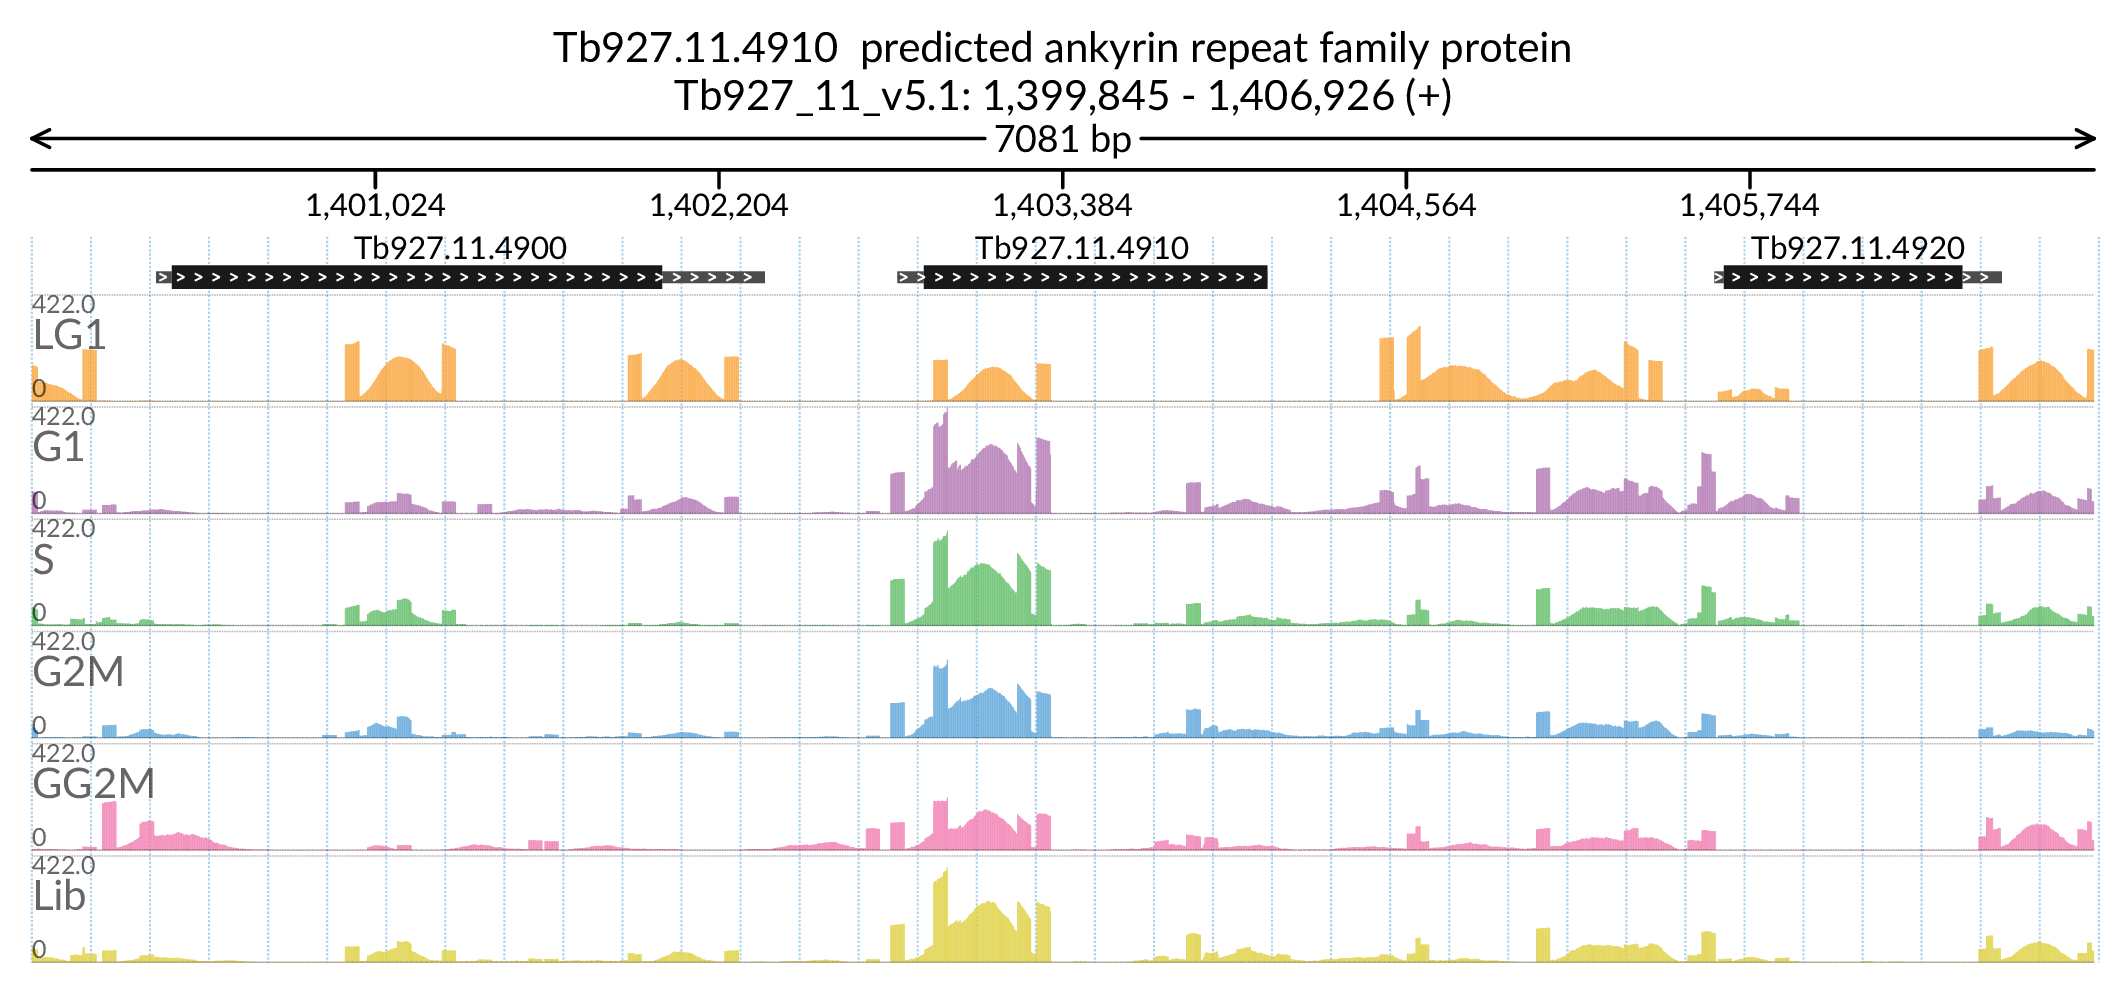 Tb927.11.4910  predicted ankyrin repeat family protein
Tb927_11_v5.1: 1,399,845 - 1,406,926 (+)
7081 bp
1,401,024 1,402,204 1,403,384 1,404,564 1,405,744
Tb927.11.4900 Tb927.11.4910 Tb927.11.4920
422.0
LG1
0
422.0
G1
0
422.0
S
0
422.0
G2M
0
422.0
GG2M
0
422.0
Lib
0